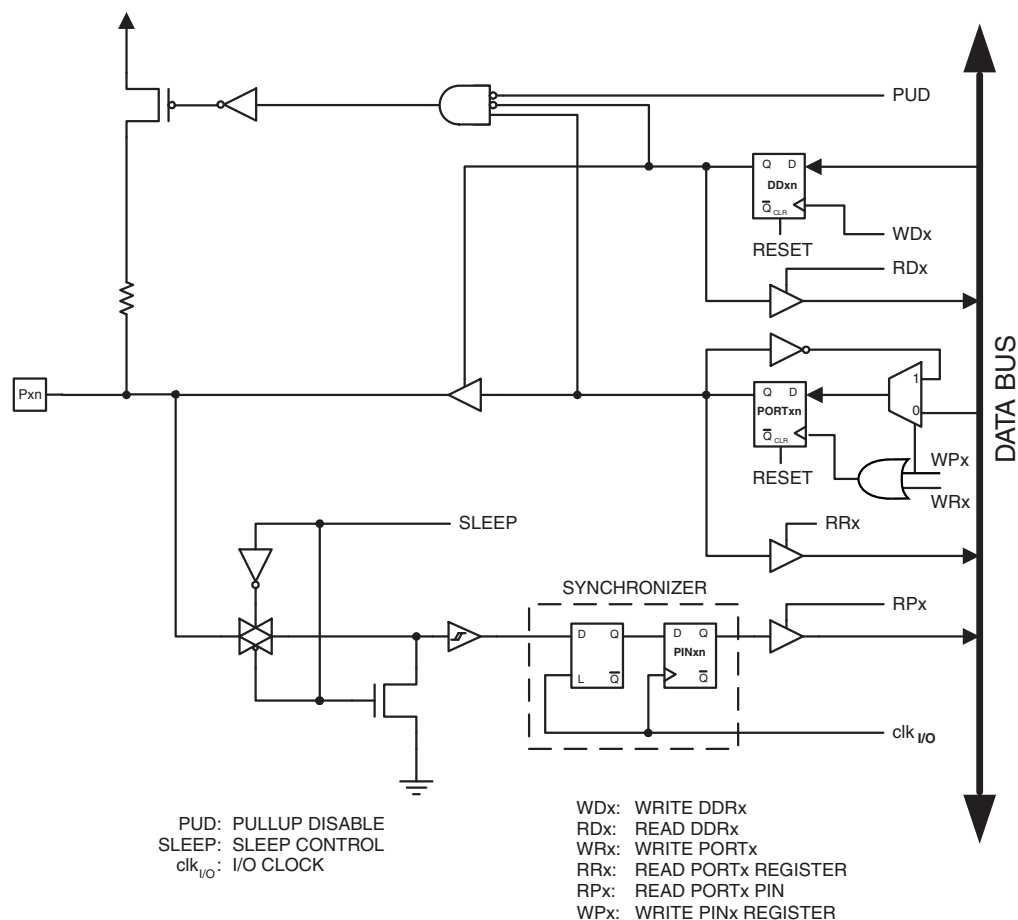 PUD
Q D
DDxn
Q CLR
WDx
RESET
RDx
Pxn
Q D
PORTxn
Q CLR
RESET
1
0
WPx
WRx
DATA BUS
SLEEP
RRx
SYNCHRONIZER
RPx
D Q
L Q
D Q
PINxn
Q
clk I/O
PUD: PULLUP DISABLE
SLEEP: SLEEP CONTROL
clkI/O: I/O CLOCK
WDx: WRITE DDRx
RDx: READ DDRx
WRx: WRITE PORTx
RRx: READ PORTx REGISTER
RPx: READ PORTx PIN
WPx: WRITE PINx REGISTER